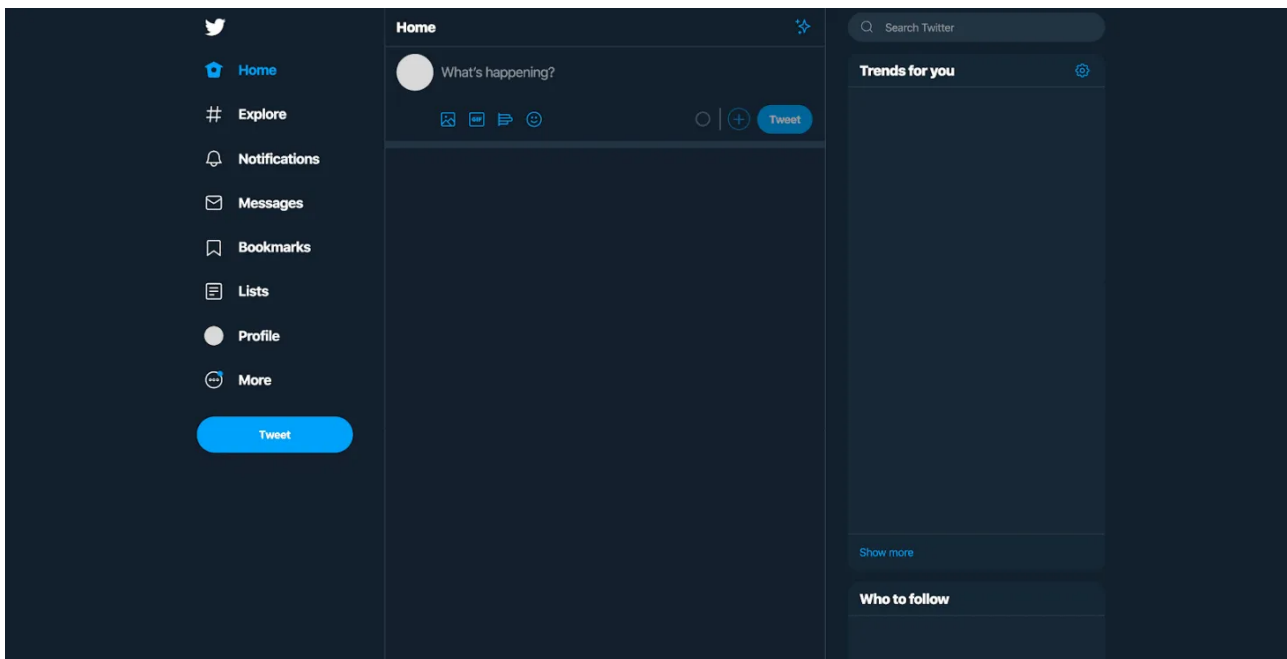 Home
Explore
Notifications
Messages
Bookmarks
Lists
Profile
More
Tweet
Home
What's happening?
GIF
Tweet
Search Twitter
Trends for you
Show more
Who to follow